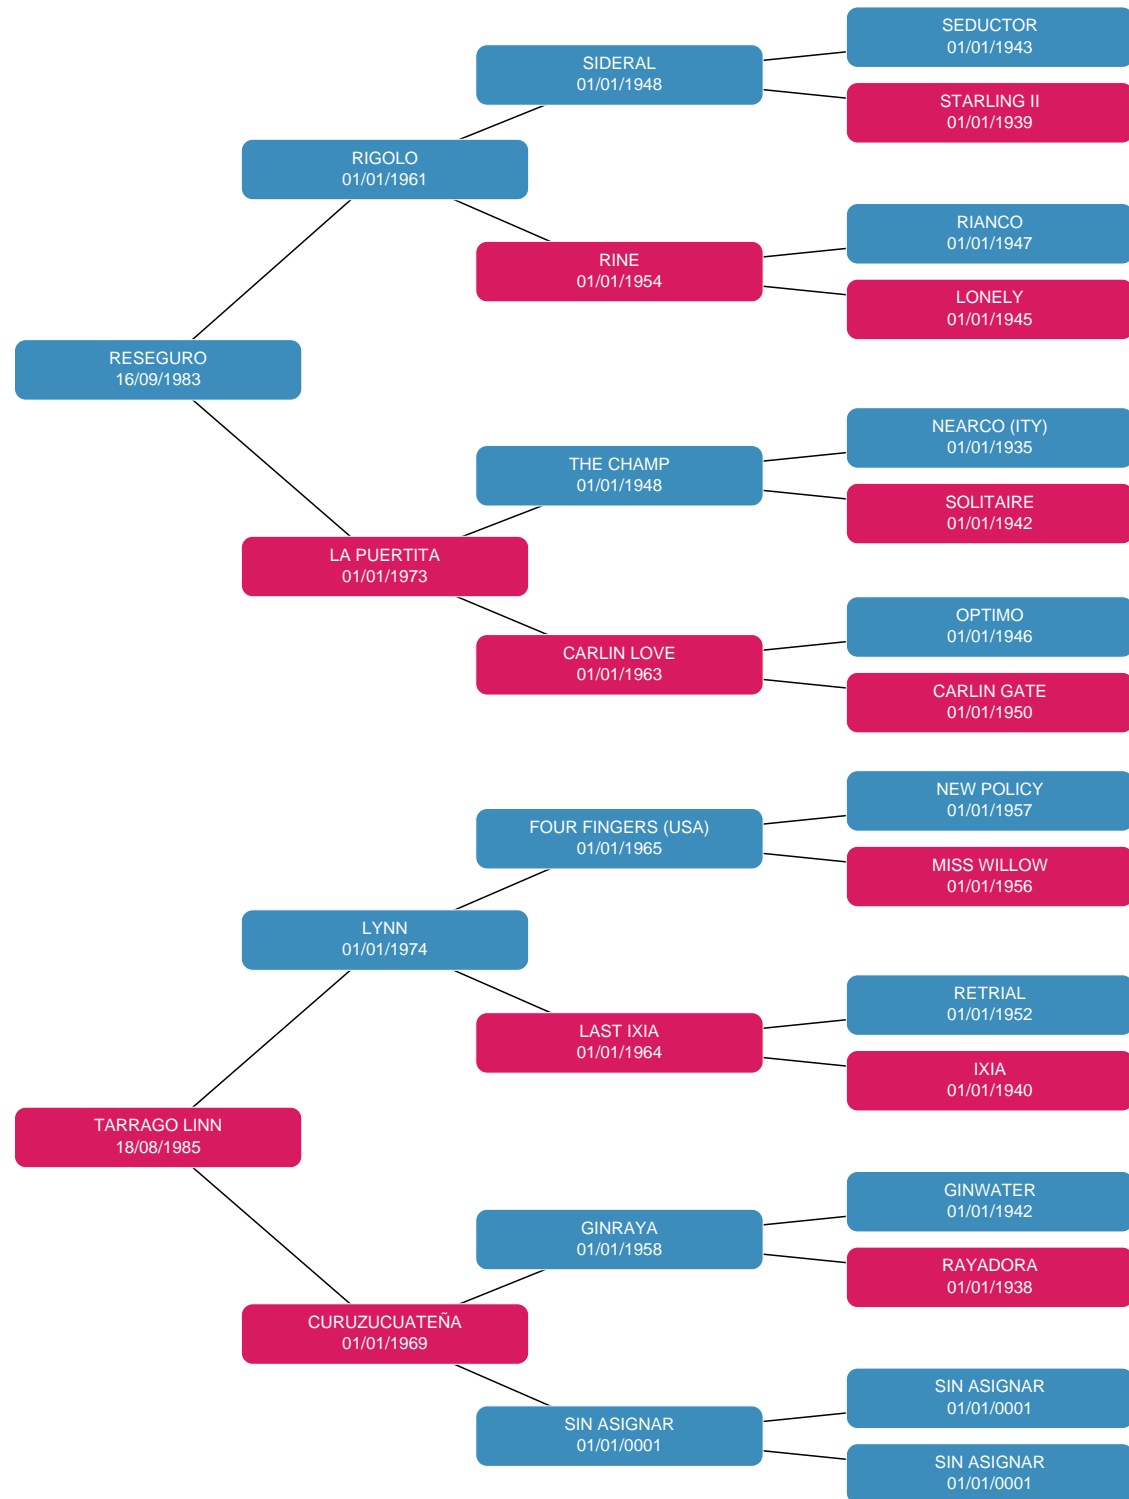 SEDUCTOR
01/01/1943
SIDERAL
01/01/1948
STARLING II
01/01/1939
RIGOLO
01/01/1961
RIANCO
01/01/1947
RINE
01/01/1954
LONELY
01/01/1945
RESEGURO
16/09/1983
NEARCO (ITY)
01/01/1935
THE CHAMP
01/01/1948
SOLITAIRE
01/01/1942
LA PUERTITA
01/01/1973
OPTIMO
01/01/1946
CARLIN LOVE
01/01/1963
CARLIN GATE
01/01/1950
NEW POLICY
01/01/1957
FOUR FINGERS (USA)
01/01/1965
MISS WILLOW
01/01/1956
LYNN
01/01/1974
RETRIAL
01/01/1952
LAST IXIA
01/01/1964
IXIA
01/01/1940
TARRAGO LINN
18/08/1985
GINWATER
01/01/1942
GINRAYA
01/01/1958
RAYADORA
01/01/1938
CURUZUCUATEÑA
01/01/1969
SIN ASIGNAR
01/01/0001
SIN ASIGNAR
01/01/0001
SIN ASIGNAR
01/01/0001